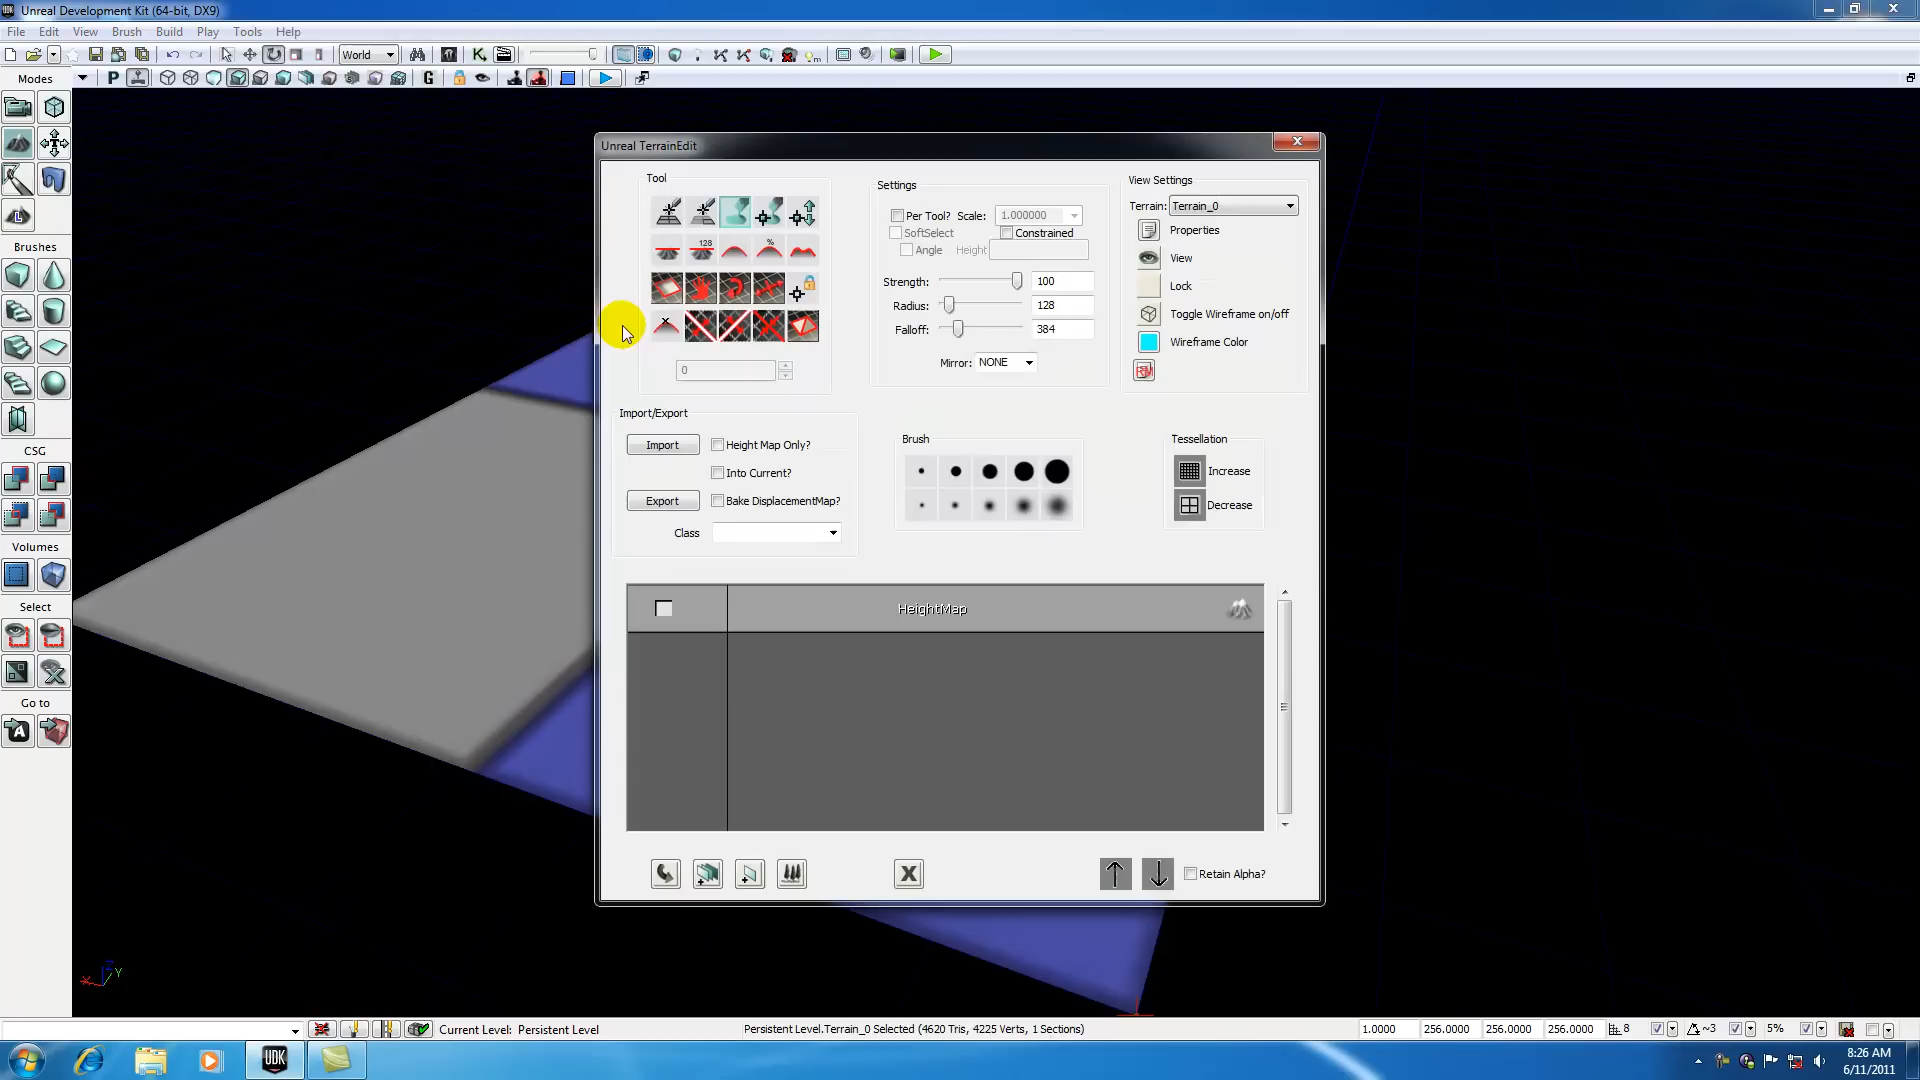 Unreal Development Kit (64-bit, DX9)
File Edit View Brush Build Play Tools Help
World
Modes
P
G
Brushes
CSG
Volumes
Select
Go to
Unreal TerrainEdit
Tool
128
%
0
Settings
Per Tool? Scale: 1.000000
SoftSelect Constrained
Angle Height
Strength: 100
Radius: 128
Falloff: 384
Mirror: NONE
View Settings
Terrain: Terrain_0
Properties
View
Lock
Toggle Wireframe on/off
Wireframe Color
Import/Export
Import Height Map Only?
Into Current?
Export Bake DisplacementMap?
Class
Brush
Tessellation
Increase
Decrease
HeightMap
Retain Alpha?
X Z Y
Current Level: Persistent Level
Persistent Level.Terrain_0 Selected (4620 Tris, 4225 Verts, 1 Sections)
1.0000 256.0000 256.0000 256.0000 8 ~3 5%
UDK
8:26 AM
6/11/2011